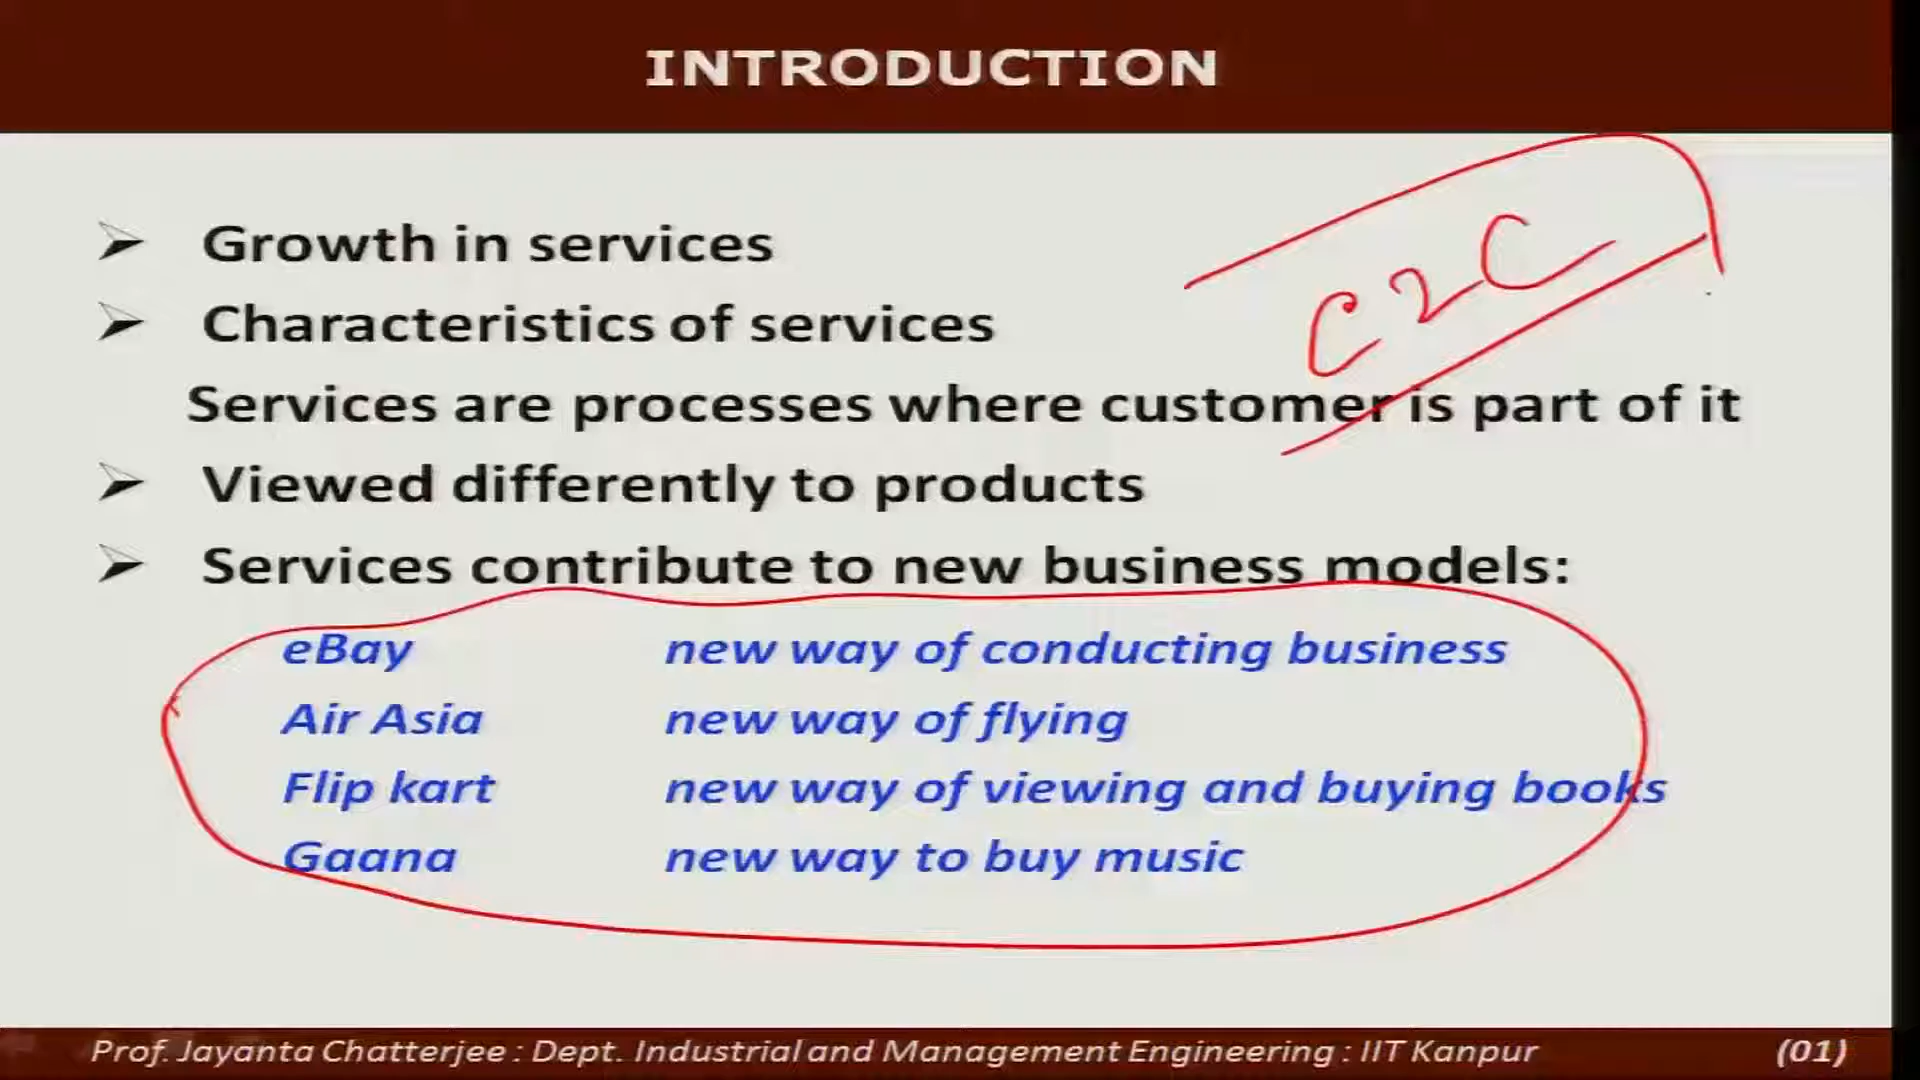 INTRODUCTION
Growth in services
C2C
Characteristics of services
Services are processes where customer is part of it
Viewed differently to products
Services contribute to new business models:
eBay new way of conducting business
Air Asia new way of flying
Flip kart new way of viewing and buying books
Gaana new way to buy music
Prof. Jayanta Chatterjee : Dept. Industrial and Management Engineering : IIT Kanpur (01)